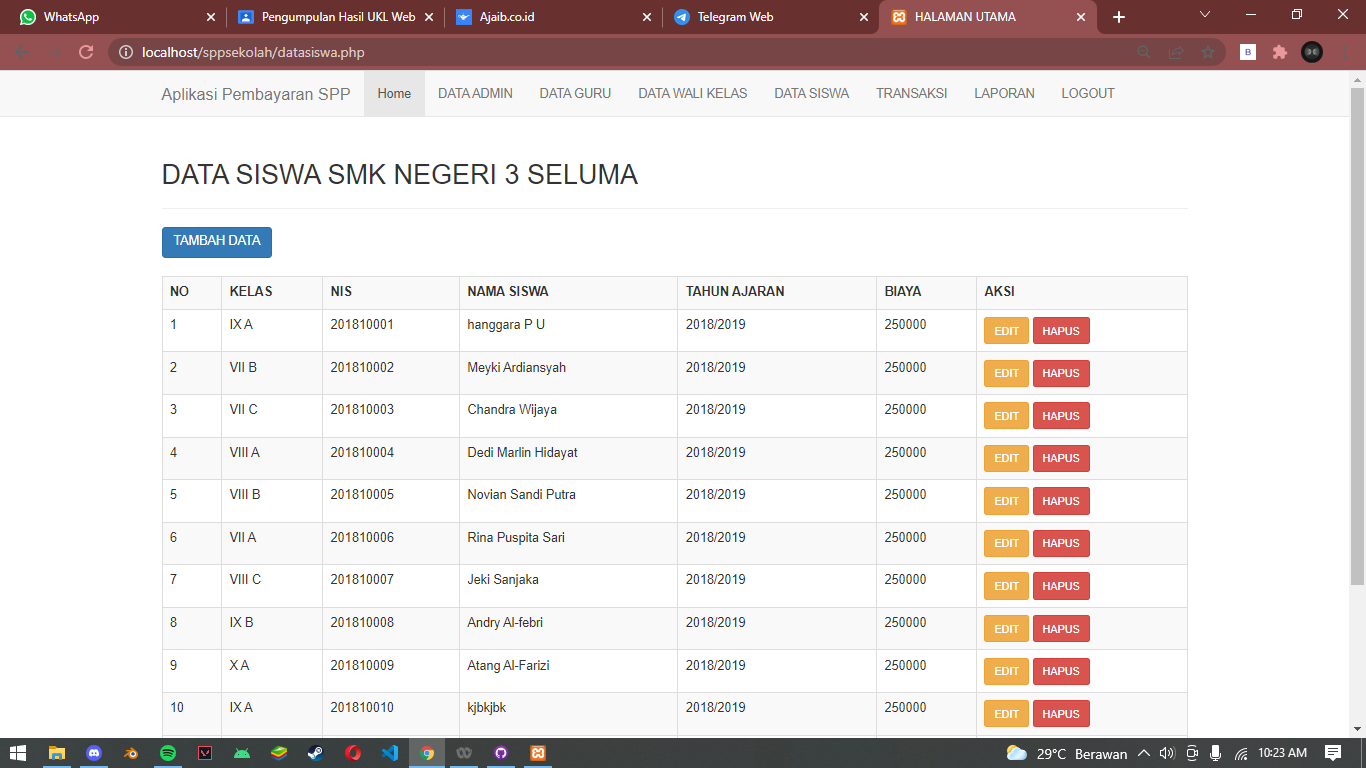 WhatsApp Pengumpulan Hasil UKL Web Ajaib.co.id Telegram Web HALAMAN UTAMA
localhost/sppsekolah/datasiswa.php B
Aplikasi Pembayaran SPP Home DATA ADMIN DATA GURU DATA WALI KELAS DATA SISWA TRANSAKSI LAPORAN LOGOUT
DATA SISWA SMK NEGERI 3 SELUMA
TAMBAH DATA
NO KELAS NIS NAMA SISWA TAHUN AJARAN BIAYA AKSI
1 IX A 201810001 hanggara P U 2018/2019 250000 EDIT HAPUS
2 VII B 201810002 Meyki Ardiansyah 2018/2019 250000 EDIT HAPUS
3 VII C 201810003 Chandra Wijaya 2018/2019 250000 EDIT HAPUS
4 VIII A 201810004 Dedi Marlin Hidayat 2018/2019 250000 EDIT HAPUS
5 VIII B 201810005 Novian Sandi Putra 2018/2019 250000 EDIT HAPUS
6 VII A 201810006 Rina Puspita Sari 2018/2019 250000 EDIT HAPUS
7 VIII C 201810007 Jeki Sanjaka 2018/2019 250000 EDIT HAPUS
8 IX B 201810008 Andry Al-febri 2018/2019 250000 EDIT HAPUS
9 X A 201810009 Atang Al-Farizi 2018/2019 250000 EDIT HAPUS
10 IX A 201810010 kjbkjbk 2018/2019 250000 EDIT HAPUS
29°C Berawan 10:23 AM